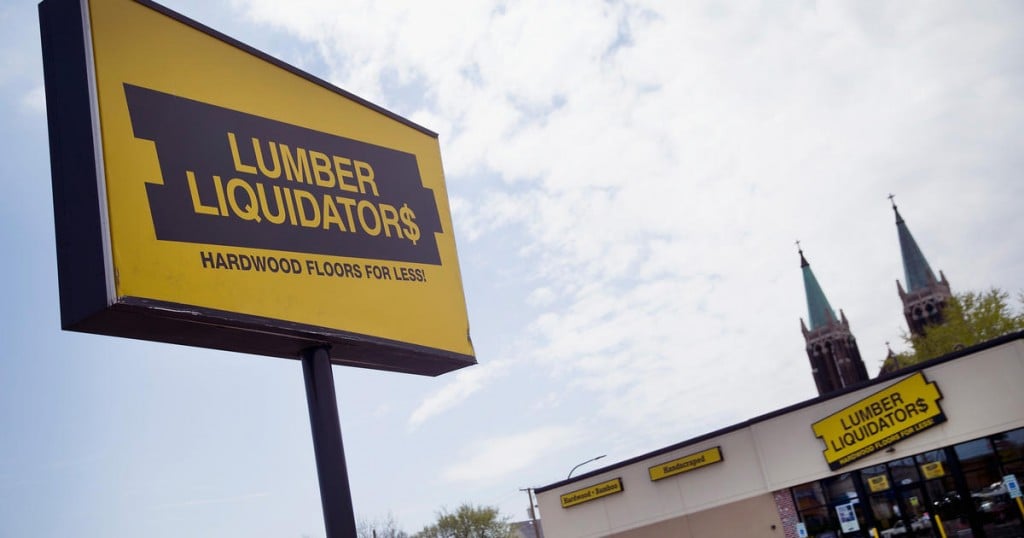 LUMBER
LIQUIDATOR$
HARDWOOD FLOORS FOR LESS!
LUMBER
LIQUIDATOR$
HARDWOOD FLOORS FOR LESS!
Handscraped
Hardwood • Bamboo